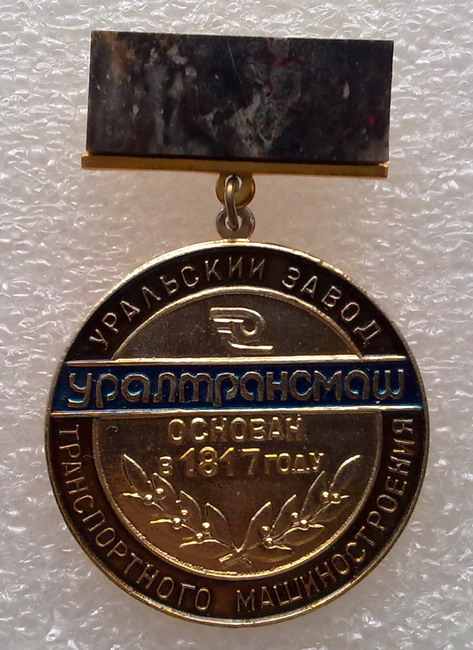 УРАЛЬСКИЙ ЗАВОД
уралтрансмаш
ОСНОВАН
в 1817 году
ТРАНСПОРТНОГО МАШИНОСТРОЕНИЯ